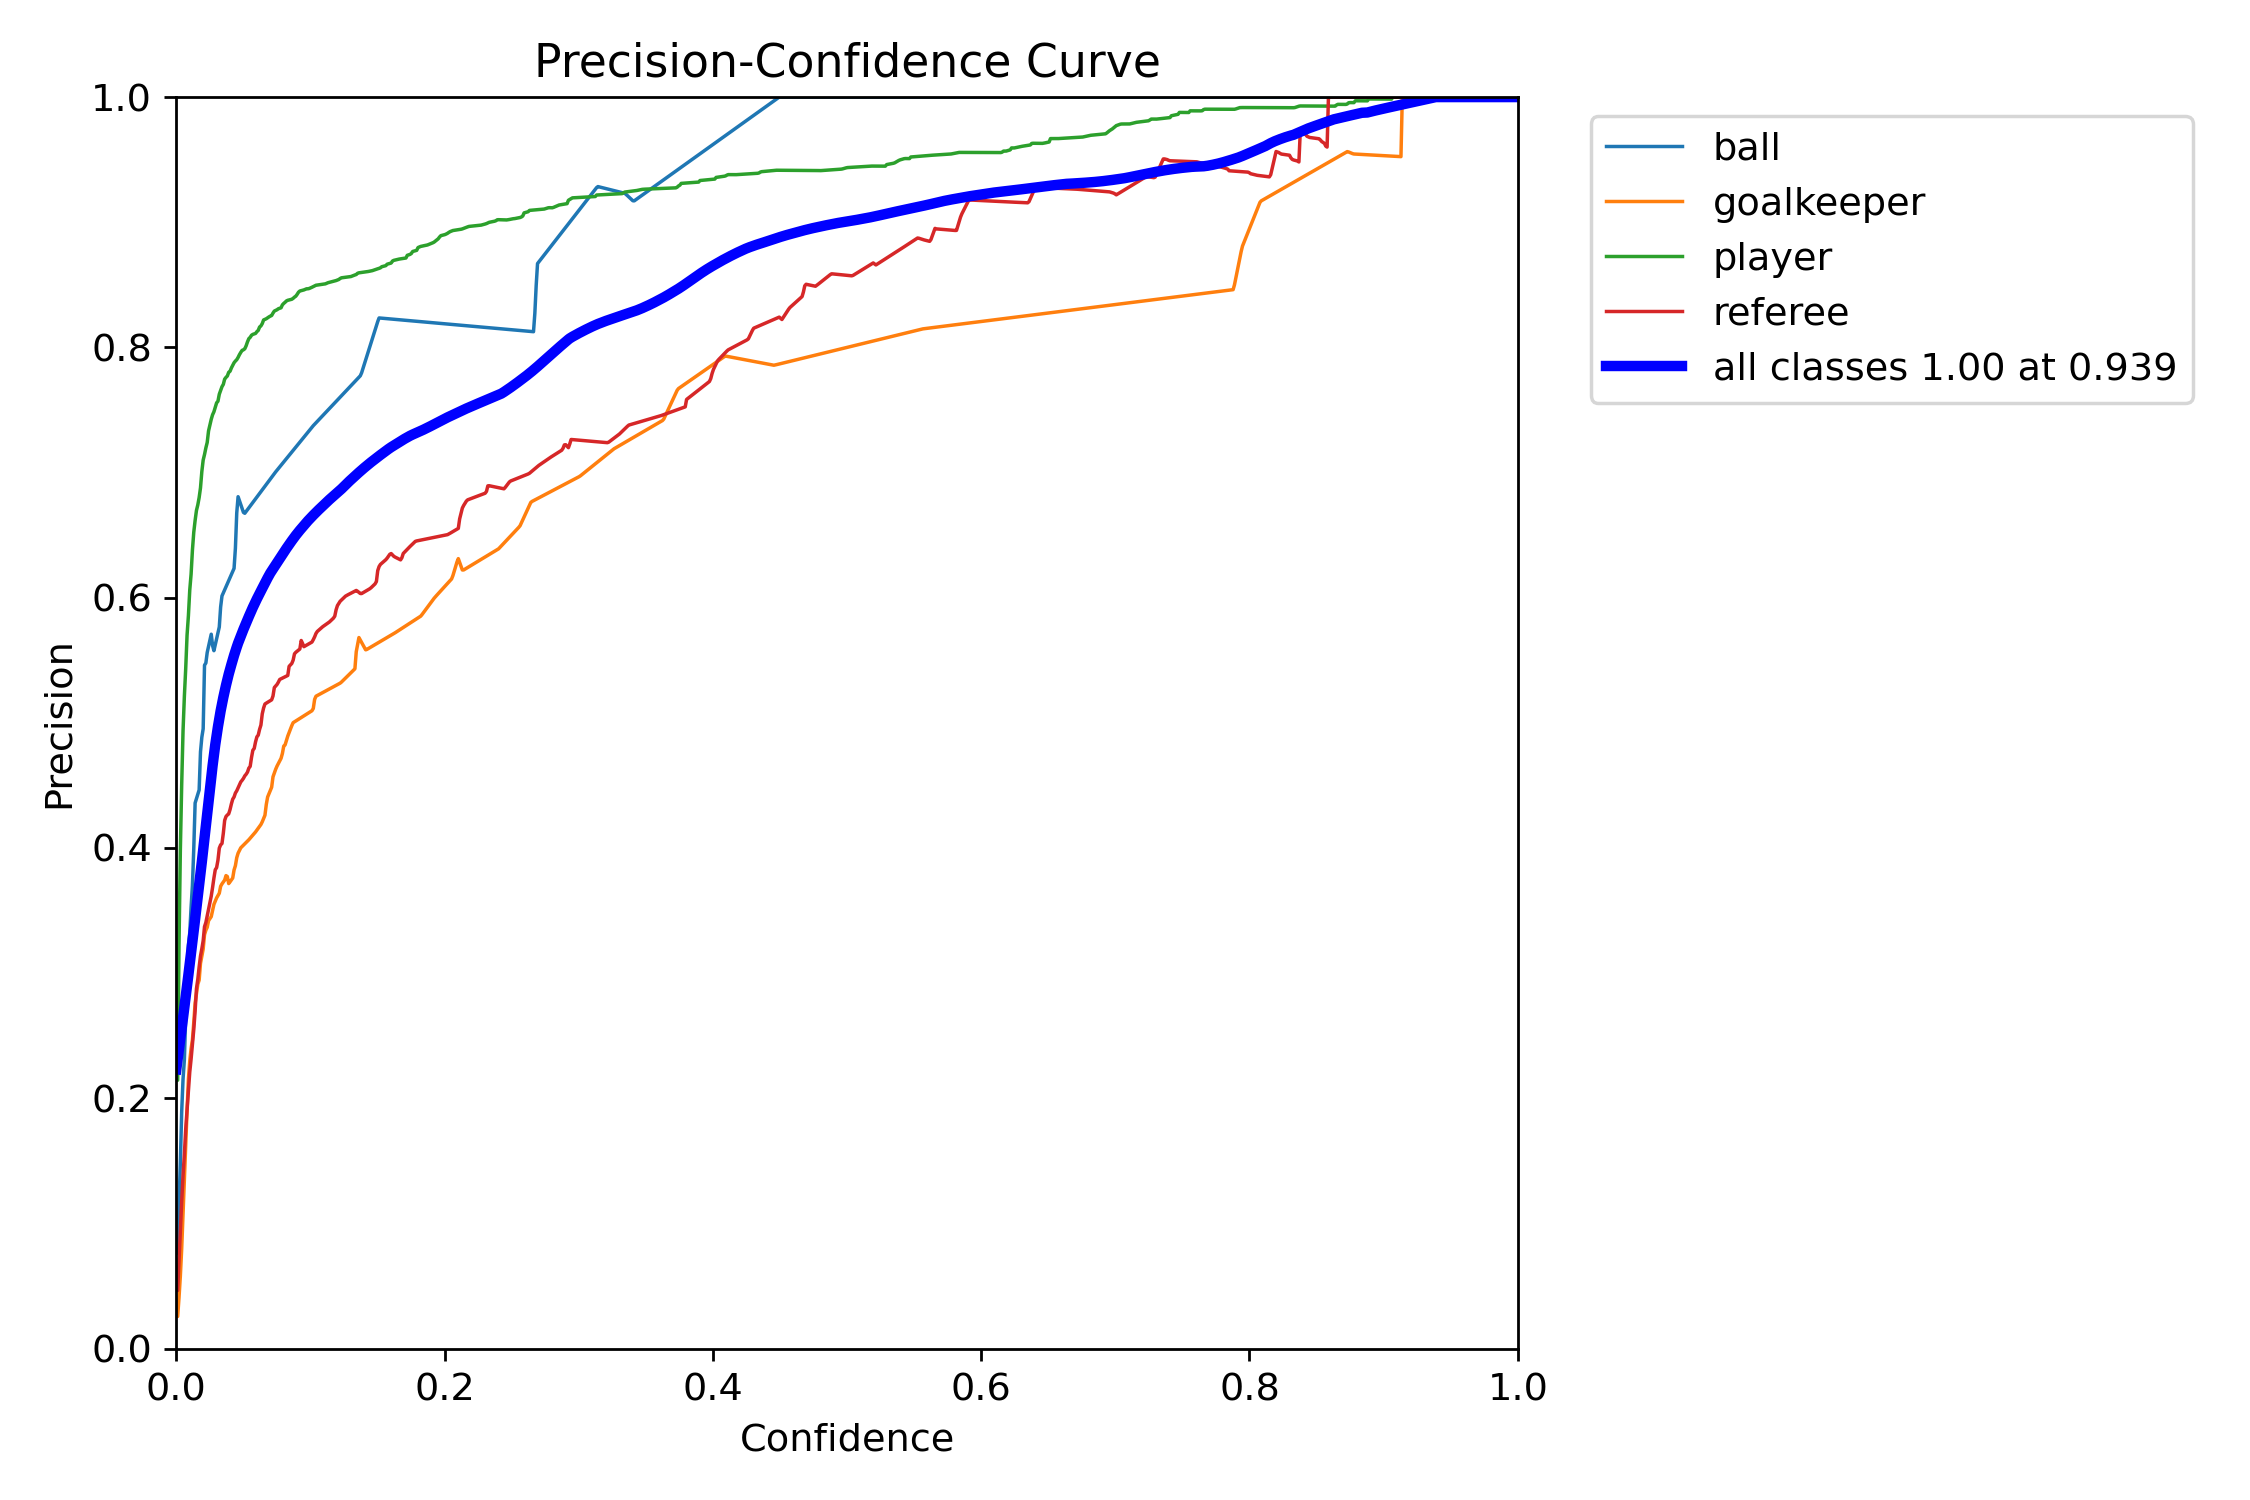 Precision-Confidence Curve
1.0
0.8
0.6
0.4
0.2
0.0
Precision
0.0 0.2 0.4 0.6 0.8 1.0
Confidence
ball
goalkeeper
player
referee
all classes 1.00 at 0.939